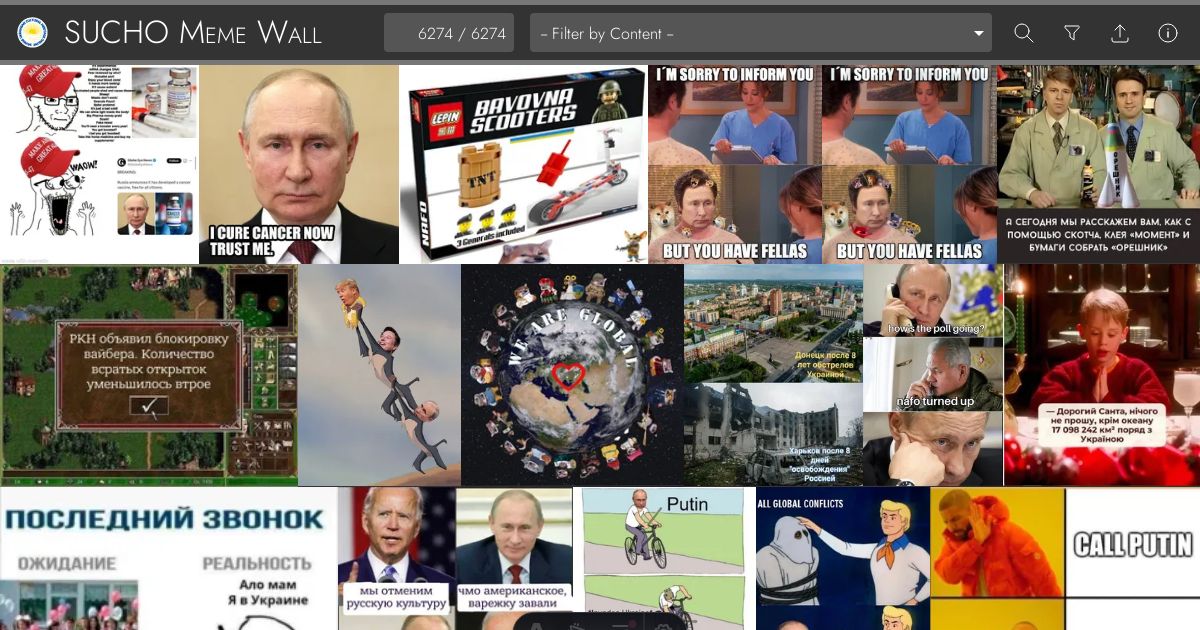 SUCHO Meme Wall
6274 / 6274
-- Filter by Content --
MAKE
GREAT
WAOW!
I CURE CANCER NOW
TRUST ME.
LEPIN
BAVOVNA
SCOOTERS
TNT
NAFO
3 Generals included
I´M SORRY TO INFORM YOU
BUT YOU HAVE FELLAS
I´M SORRY TO INFORM YOU
BUT YOU HAVE FELLAS
ОРЕШНИК
А СЕГОДНЯ МЫ РАССКАЖЕМ ВАМ, КАК С
ПОМОЩЬЮ СКОТЧА, КЛЕЯ «МОМЕНТ» И
БУМАГИ СОБРАТЬ «ОРЕШНИК»
РКН объявил блокировку
вайбера. Количество
всратых открыток
уменьшилось втрое
WE ARE GLOBAL
Донецк после 8
лет обстрелов
Украиной...
Харьков после 8
дней
"освобождения"
Россией
how's the poll going?
nafo turned up
— Дорогий Санта, нічого
не прошу, крім океану
17 098 242 км² поряд з
Україною
ПОСЛЕДНИЙ ЗВОНОК
ОЖИДАНИЕ
РЕАЛЬНОСТЬ
Ало мам
Я в Украине
мы отменим
русскую культуру
чмо американское,
варежку завали
Putin
ALL GLOBAL CONFLICTS
CALL PUTIN